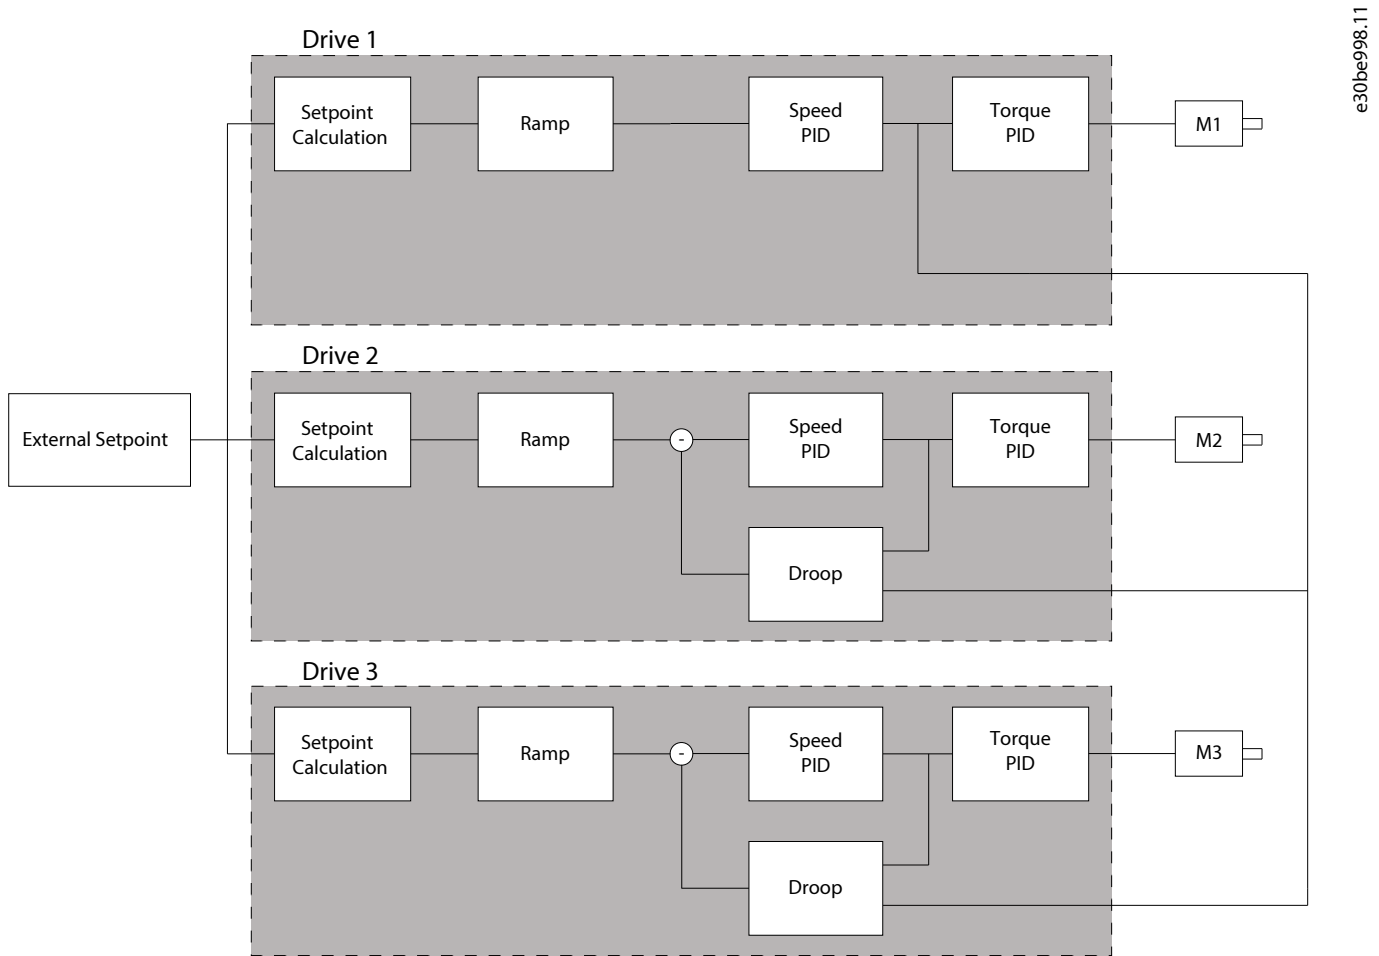 e30be998.11
Drive 1
Setpoint
Calculation
Ramp
Speed
PID
Torque
PID
M1
Drive 2
External Setpoint
Setpoint
Calculation
Ramp
-
Speed
PID
Torque
PID
M2
Droop
Drive 3
Setpoint
Calculation
Ramp
-
Speed
PID
Torque
PID
M3
Droop